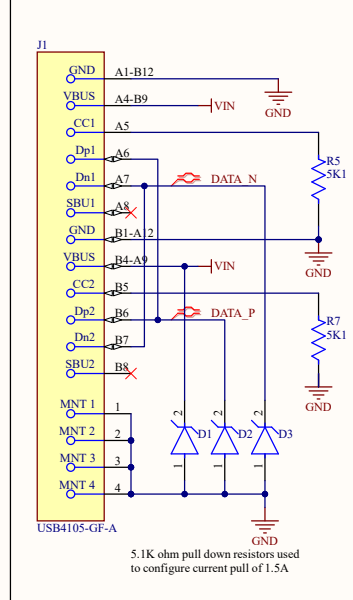 J1
GND A1-B12
GND
VBUS A4-B9 VIN
CC1 A5
Dp1 A6
R5
5K1
Dn1 A7 DATA_N
SBU1 A8
GND B1-A12
GND
VBUS B4-A9 VIN
CC2 B5
Dp2 B6 DATA_P
R7
5K1
Dn2 B7
SBU2 B8
GND
MNT 1 1
2 2 2
MNT 2 2
D1 D2 D3
MNT 3 3
1 1 1
MNT 4 4
USB4105-GF-A
GND
5.1K ohm pull down resistors used
to configure current pull of 1.5A